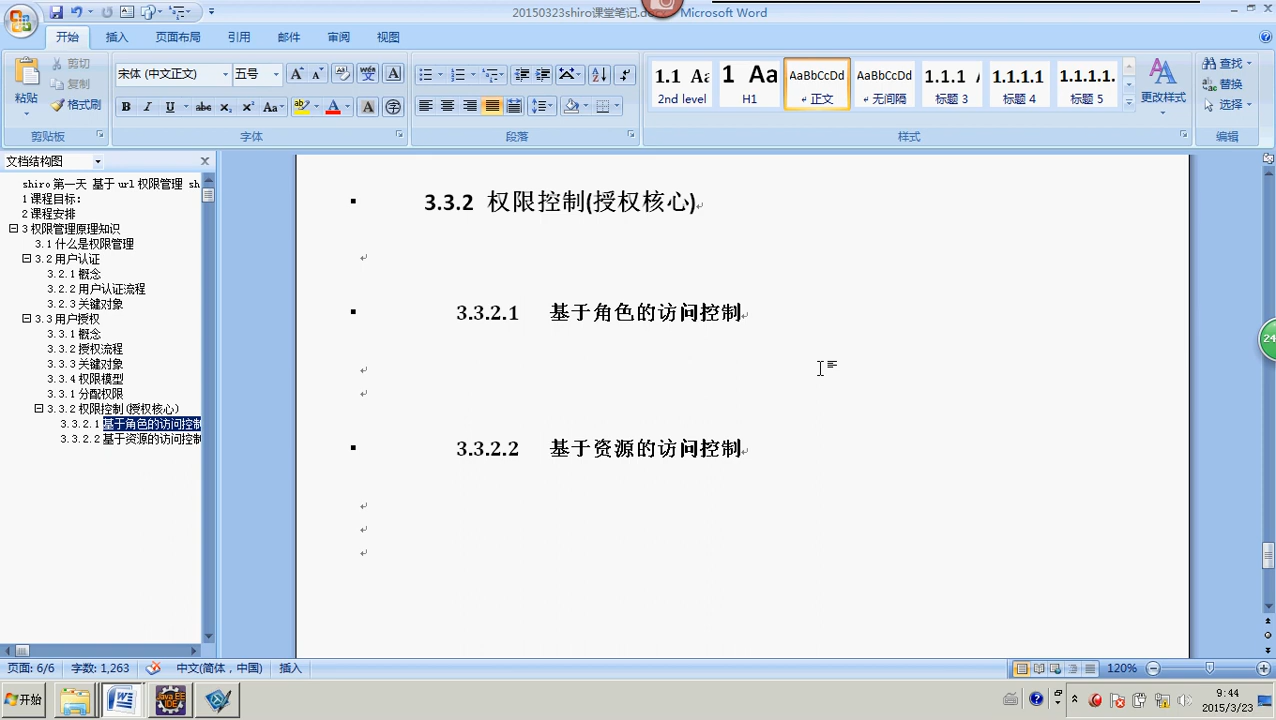 20150323shiro课堂笔记.docx - Microsoft Word
开始 插入 页面布局 引用 邮件 审阅 视图
粘贴 剪切 复制 格式刷
剪贴板
宋体 (中文正文) 五号
B I U abc x₂ x² Aa
字体
段落
1.1 Aa 2nd level
1 Aa H1
AaBbCcDd 正文
AaBbCcDd 无间隔
1.1.1 标题 3
1.1.1.1 标题 4
1.1.1.1. 标题 5
更改样式
样式
查找
替换
选择
编辑
文档结构图
shiro 第一天 基于url权限管理 sh
1 课程目标:
2 课程安排
3 权限管理原理知识
3.1 什么是权限管理
3.2 用户认证
3.2.1 概念
3.2.2 用户认证流程
3.2.3 关键对象
3.3 用户授权
3.3.1 概念
3.3.2 授权流程
3.3.3 关键对象
3.3.4 权限模型
3.3.1 分配权限
3.3.2 权限控制(授权核心)
3.3.2.1 基于角色的访问控制
3.3.2.2 基于资源的访问控制
3.3.2 权限控制(授权核心)
3.3.2.1 基于角色的访问控制
3.3.2.2 基于资源的访问控制
24
页面: 6/6 字数: 1,263 中文(简体，中国) 插入 120%
开始 Java EE IDE 9:44
2015/3/23